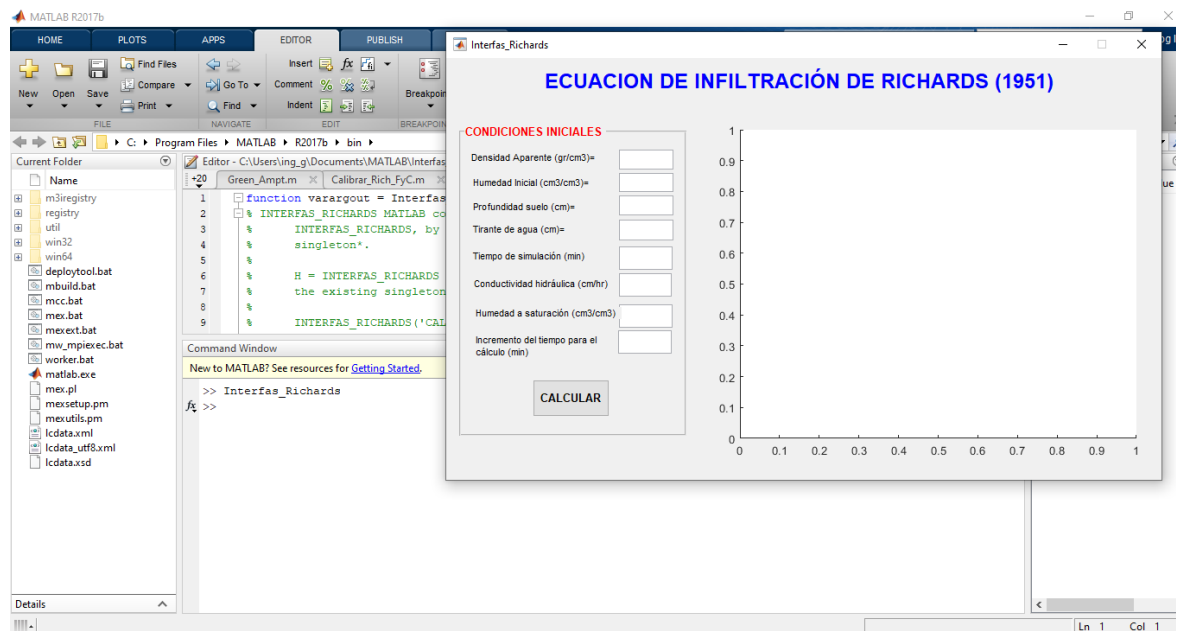 MATLAB R2017b
HOME PLOTS APPS EDITOR PUBLISH
Find Files
Compare
Print
New Open Save
FILE
Go To
Find
NAVIGATE
Insert fx
Comment
Indent
EDIT
Breakpoin
BREAKPOIN
C: Program Files MATLAB R2017b bin
Current Folder
Name
m3iregistry
registry
util
win32
win64
deploytool.bat
mbuild.bat
mcc.bat
mex.bat
mexext.bat
mw_mpiexec.bat
worker.bat
matlab.exe
mex.pl
mexsetup.pm
mexutils.pm
lcdata.xml
lcdata_utf8.xml
lcdata.xsd
Details
Editor - C:\Users\ing_g\Documents\MATLAB\Interfas
+20 Green_Ampt.m Calibrar_Rich_FyC.m
1 function varargout = Interfas
2 % INTERFAS_RICHARDS MATLAB co
3 % INTERFAS_RICHARDS, by
4 % singleton*.
5 %
6 % H = INTERFAS_RICHARDS
7 % the existing singleton
8 %
9 % INTERFAS_RICHARDS('CAL
Command Window
New to MATLAB? See resources for Getting Started.
>> Interfas_Richards
fx >>
Interfas_Richards
ECUACION DE INFILTRACIÓN DE RICHARDS (1951)
CONDICIONES INICIALES
Densidad Aparente (gr/cm3)=
Humedad Inicial (cm3/cm3)=
Profundidad suelo (cm)=
Tirante de agua (cm)=
Tiempo de simulación (min)
Conductividad hidráulica (cm/hr)
Humedad a saturación (cm3/cm3)
Incremento del tiempo para el
cálculo (min)
CALCULAR
1
0.9
0.8
0.7
0.6
0.5
0.4
0.3
0.2
0.1
0
0 0.1 0.2 0.3 0.4 0.5 0.6 0.7 0.8 0.9 1
og I
ue
Ln 1 Col 1